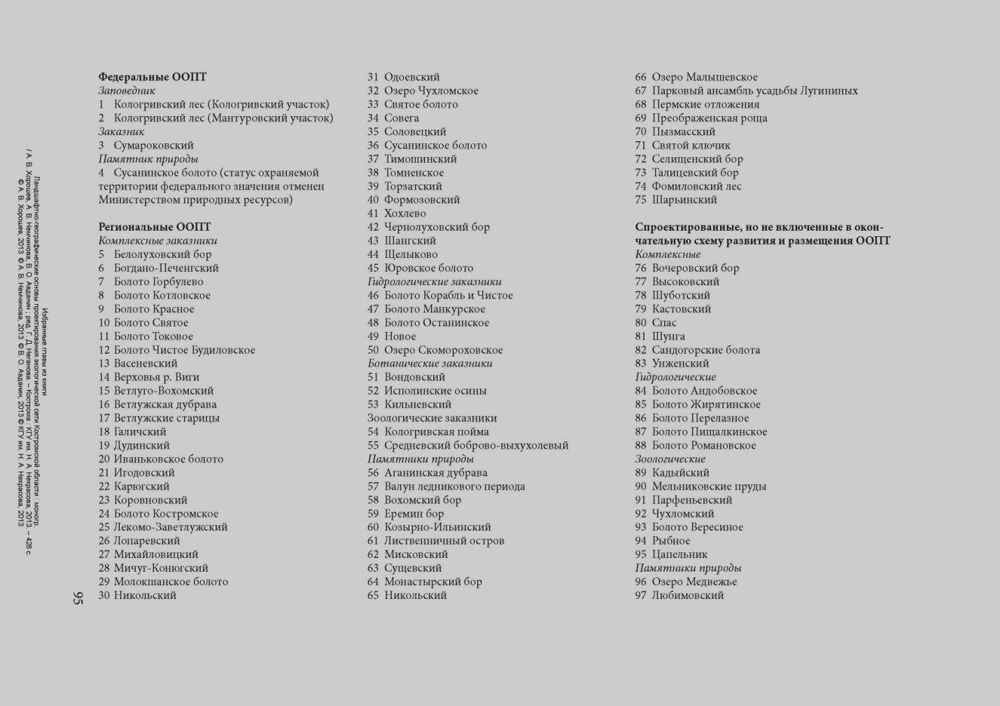 Федеральные ООПТ
Заповедник
1 Кологривский лес (Кологривский участок)
2 Кологривский лес (Мантуровский участок)
Заказник
3 Сумароковский
Памятник природы
4 Сусанинское болото (статус охраняемой
территории федерального значения отменен
Министерством природных ресурсов)
Региональные ООПТ
Комплексные заказники
5 Белолуховский бор
6 Богдано-Печенгский
7 Болото Горбулево
8 Болото Котловское
9 Болото Красное
10 Болото Святое
11 Болото Токовое
12 Болото Чистое Будиловское
13 Васеневский
14 Верховья р. Виги
15 Ветлуго-Вохомский
16 Ветлужская дубрава
17 Ветлужские старицы
18 Галичский
19 Дудинский
20 Иваньковское болото
21 Игодовский
22 Карюгский
23 Коровновский
24 Болото Костромское
25 Лекомо-Заветлужский
26 Лопаревский
27 Михайловицкий
28 Мичуг-Конюгский
29 Молокшанское болото
30 Никольский
31 Одоевский
32 Озеро Чухломское
33 Святое болото
34 Совега
35 Соловецкий
36 Сусанинское болото
37 Тимошинский
38 Томненское
39 Торзатский
40 Формозовский
41 Хохлево
42 Чернолуховский бор
43 Шангский
44 Щелыково
45 Юровское болото
Гидрологические заказники
46 Болото Корабль и Чистое
47 Болото Манкурское
48 Болото Останинское
49 Новое
50 Озеро Скомороховское
Ботанические заказники
51 Вондовский
52 Исполинские осины
53 Кильневский
Зоологические заказники
54 Кологривская пойма
55 Средневский боброво-выхухолевый
Памятники природы
56 Аганинская дубрава
57 Валун ледникового периода
58 Вохомский бор
59 Еремин бор
60 Козырно-Ильинский
61 Лиственничный остров
62 Мисковский
63 Сущевский
64 Монастырский бор
65 Никольский
66 Озеро Малышевское
67 Парковый ансамбль усадьбы Лугининых
68 Пермские отложения
69 Преображенская роща
70 Пызмасский
71 Святой ключик
72 Селищенский бор
73 Талицевский бор
74 Фомиловский лес
75 Шарьинский
Спроектированные, но не включенные в окон-
чательную схему развития и размещения ООПТ
Комплексные
76 Вочеровский бор
77 Высоковский
78 Шуботский
79 Кастовский
80 Спас
81 Шунга
82 Сандогорские болота
83 Унженский
Гидрологические
84 Болото Андобовское
85 Болото Жирятинское
86 Болото Перелазное
87 Болото Пищалкинское
88 Болото Романовское
Зоологические
89 Кадыйский
90 Мельниковские пруды
91 Парфеньевский
92 Чухломский
93 Болото Вересиное
94 Рыбное
95 Цапельник
Памятники природы
96 Озеро Медвежье
97 Любимовский
95
Избранные главы из книги
Ландшафтно-географические основы проектирования экологической сети Костромской области : моногр.
/ А. В. Хорошев, А. В. Немчинова, В. О. Авданин ; ред. Г. Д. Неганова. – Кострома : КГУ им. Н. А. Некрасова, 2013. – 428 с.
© А. В. Хорошев, 2013 © А. В. Немчинова, 2013 © В. О. Авданин, 2013 © КГУ им. Н. А. Некрасова, 2013